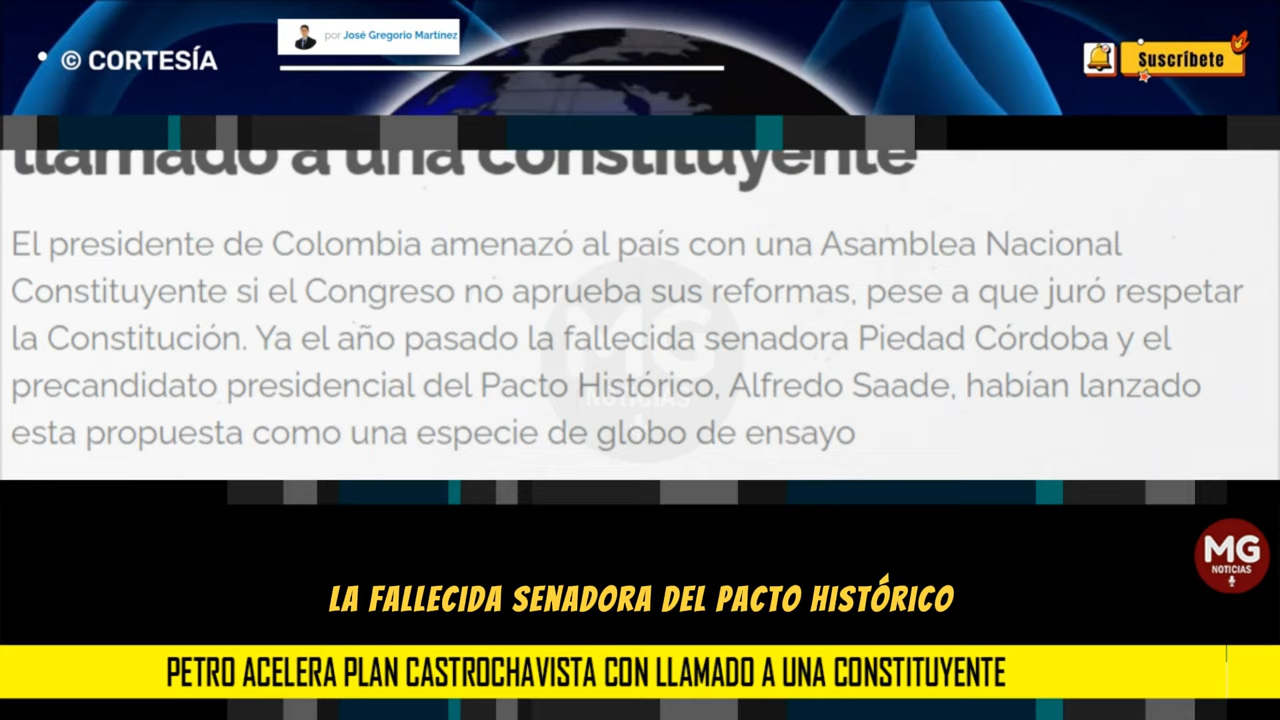 © CORTESÍA
por José Gregorio Martínez
Suscríbete
llamado a una constituyente
El presidente de Colombia amenazó al país con una Asamblea Nacional
Constituyente si el Congreso no aprueba sus reformas, pese a que juró respetar
la Constitución. Ya el año pasado la fallecida senadora Piedad Córdoba y el
precandidato presidencial del Pacto Histórico, Alfredo Saade, habían lanzado
esta propuesta como una especie de globo de ensayo
MG
NOTICIAS
MG
NOTICIAS
LA FALLECIDA SENADORA DEL PACTO HISTÓRICO
PETRO ACELERA PLAN CASTROCHAVISTA CON LLAMADO A UNA CONSTITUYENTE